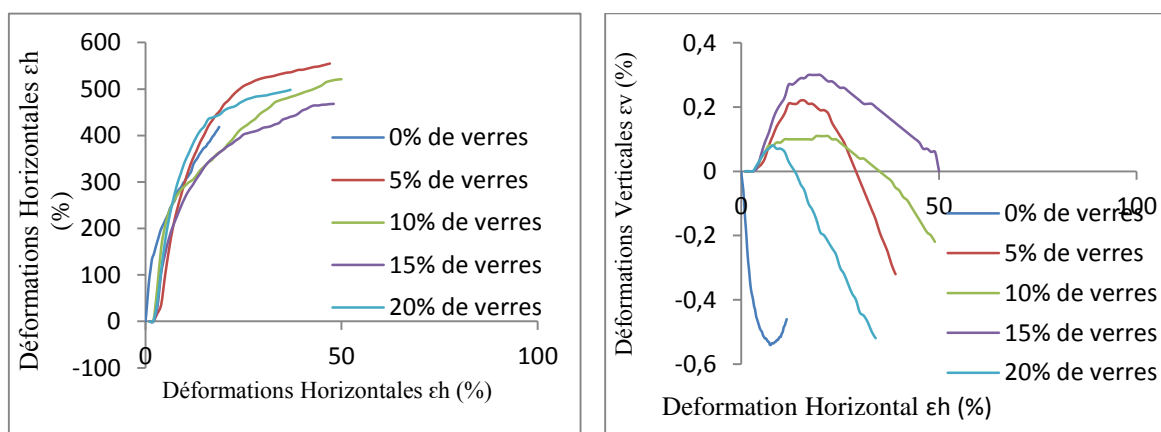 Déformations Horizontales εh
(%)
600
500
400
300
200
100
0
-100
0
50
100
0% de verres
5% de verres
10% de verres
15% de verres
20% de verres
Déformations Horizontales εh (%)
Déformations Verticales εv (%)
0,4
0,2
0
-0,2
-0,4
-0,6
0
50
100
0% de verres
5% de verres
10% de verres
15% de verres
20% de verres
Deformation Horizontal εh (%)